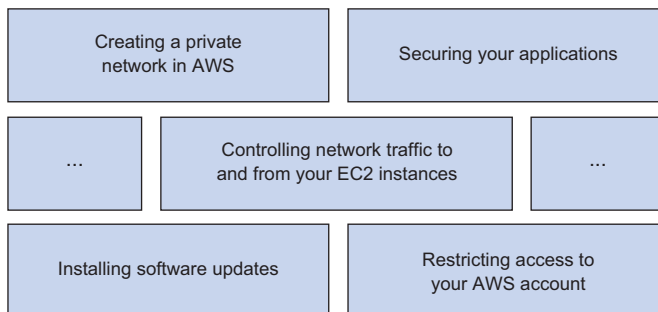 Creating a private
network in AWS
Securing your applications
...
Controlling network traffic to
and from your EC2 instances
...
Installing software updates
Restricting access to
your AWS account